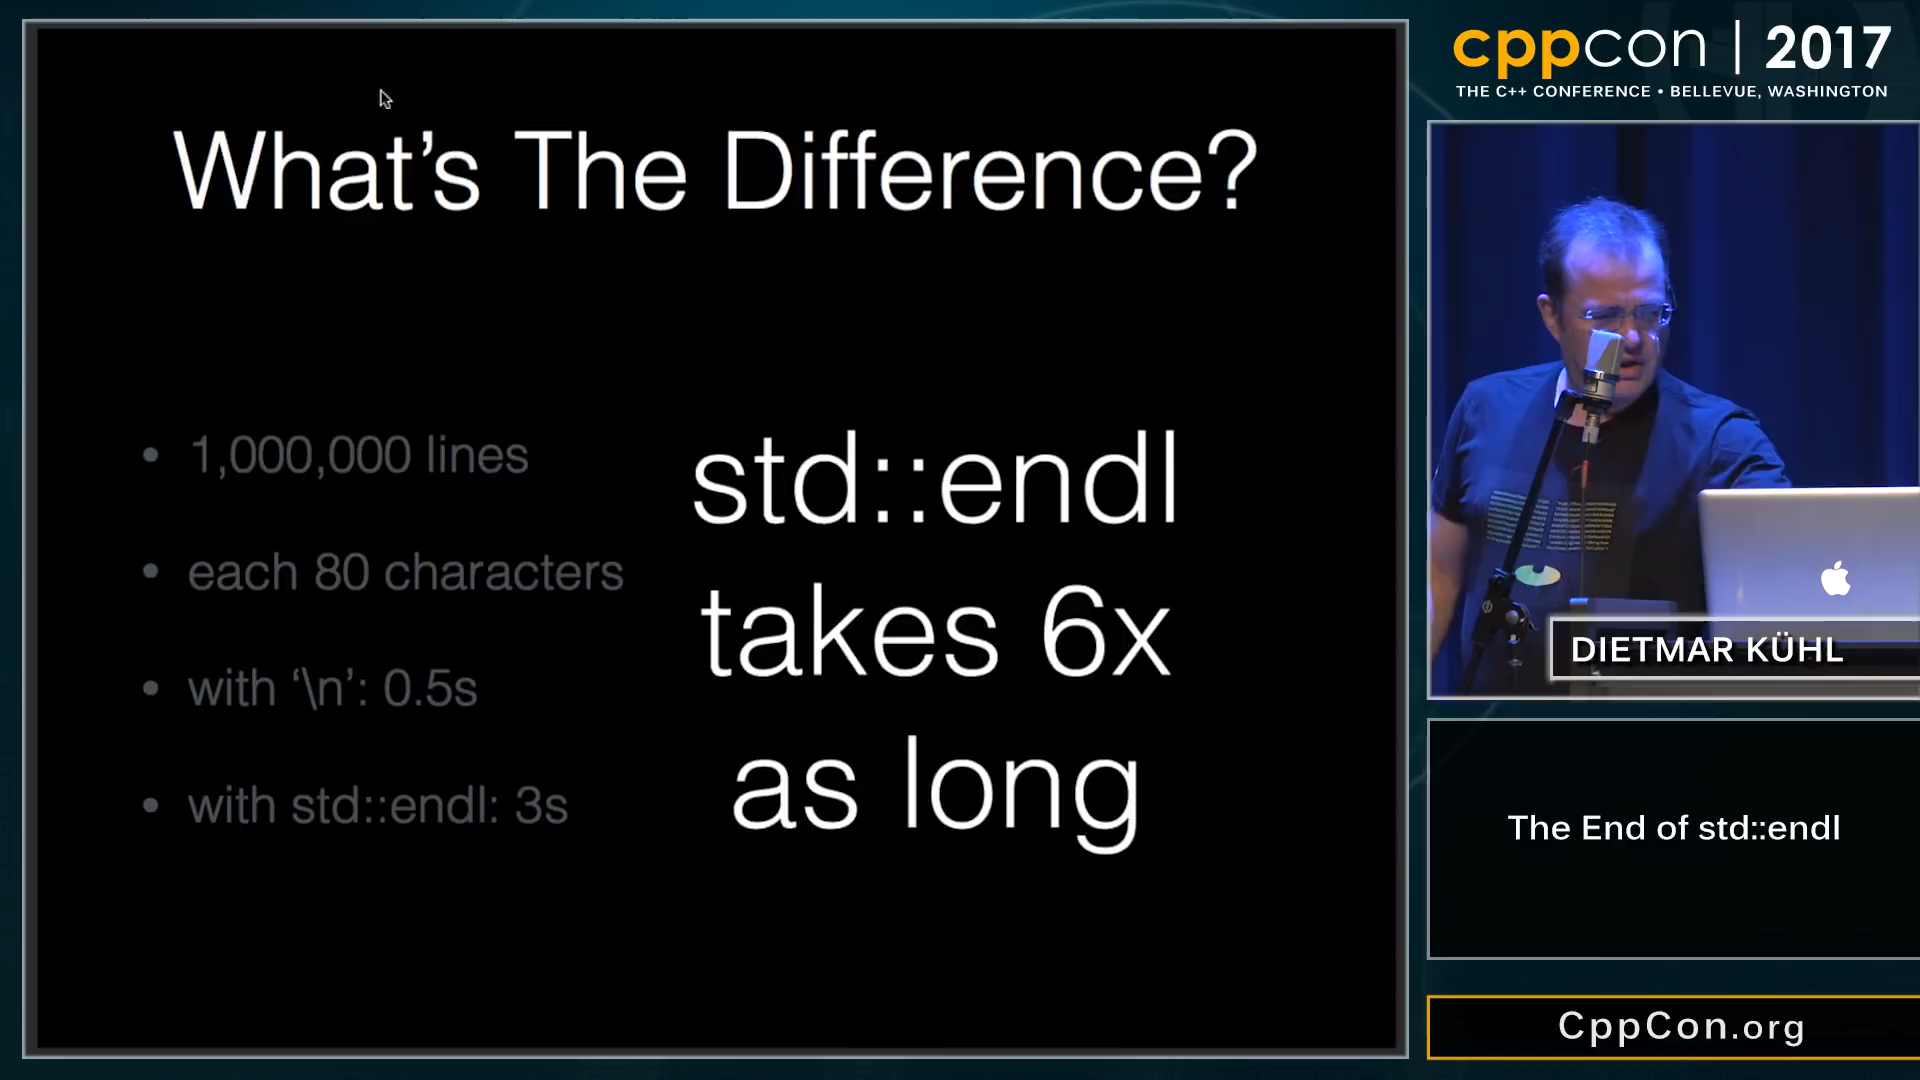 What's The Difference?
• 1,000,000 lines
• each 80 characters
• with ‘\n’: 0.5s
• with std::endl: 3s
std::endl
takes 6x
as long
cppcon | 2017
THE C++ CONFERENCE • BELLEVUE, WASHINGTON
DIETMAR KÜHL
The End of std::endl
CppCon.org